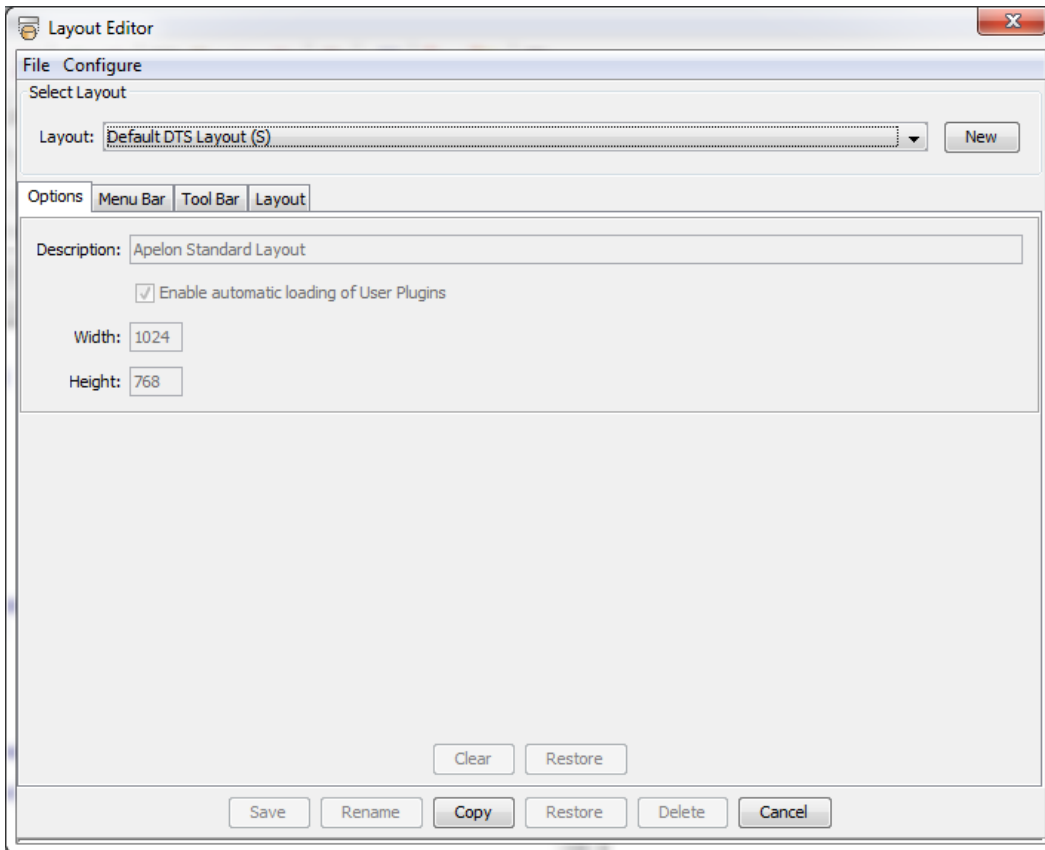 Layout Editor
File Configure
Select Layout
Layout: Default DTS Layout (S) New
Options Menu Bar Tool Bar Layout
Description: Apelon Standard Layout
Enable automatic loading of User Plugins
Width: 1024
Height: 768
Clear Restore
Save Rename Copy Restore Delete Cancel